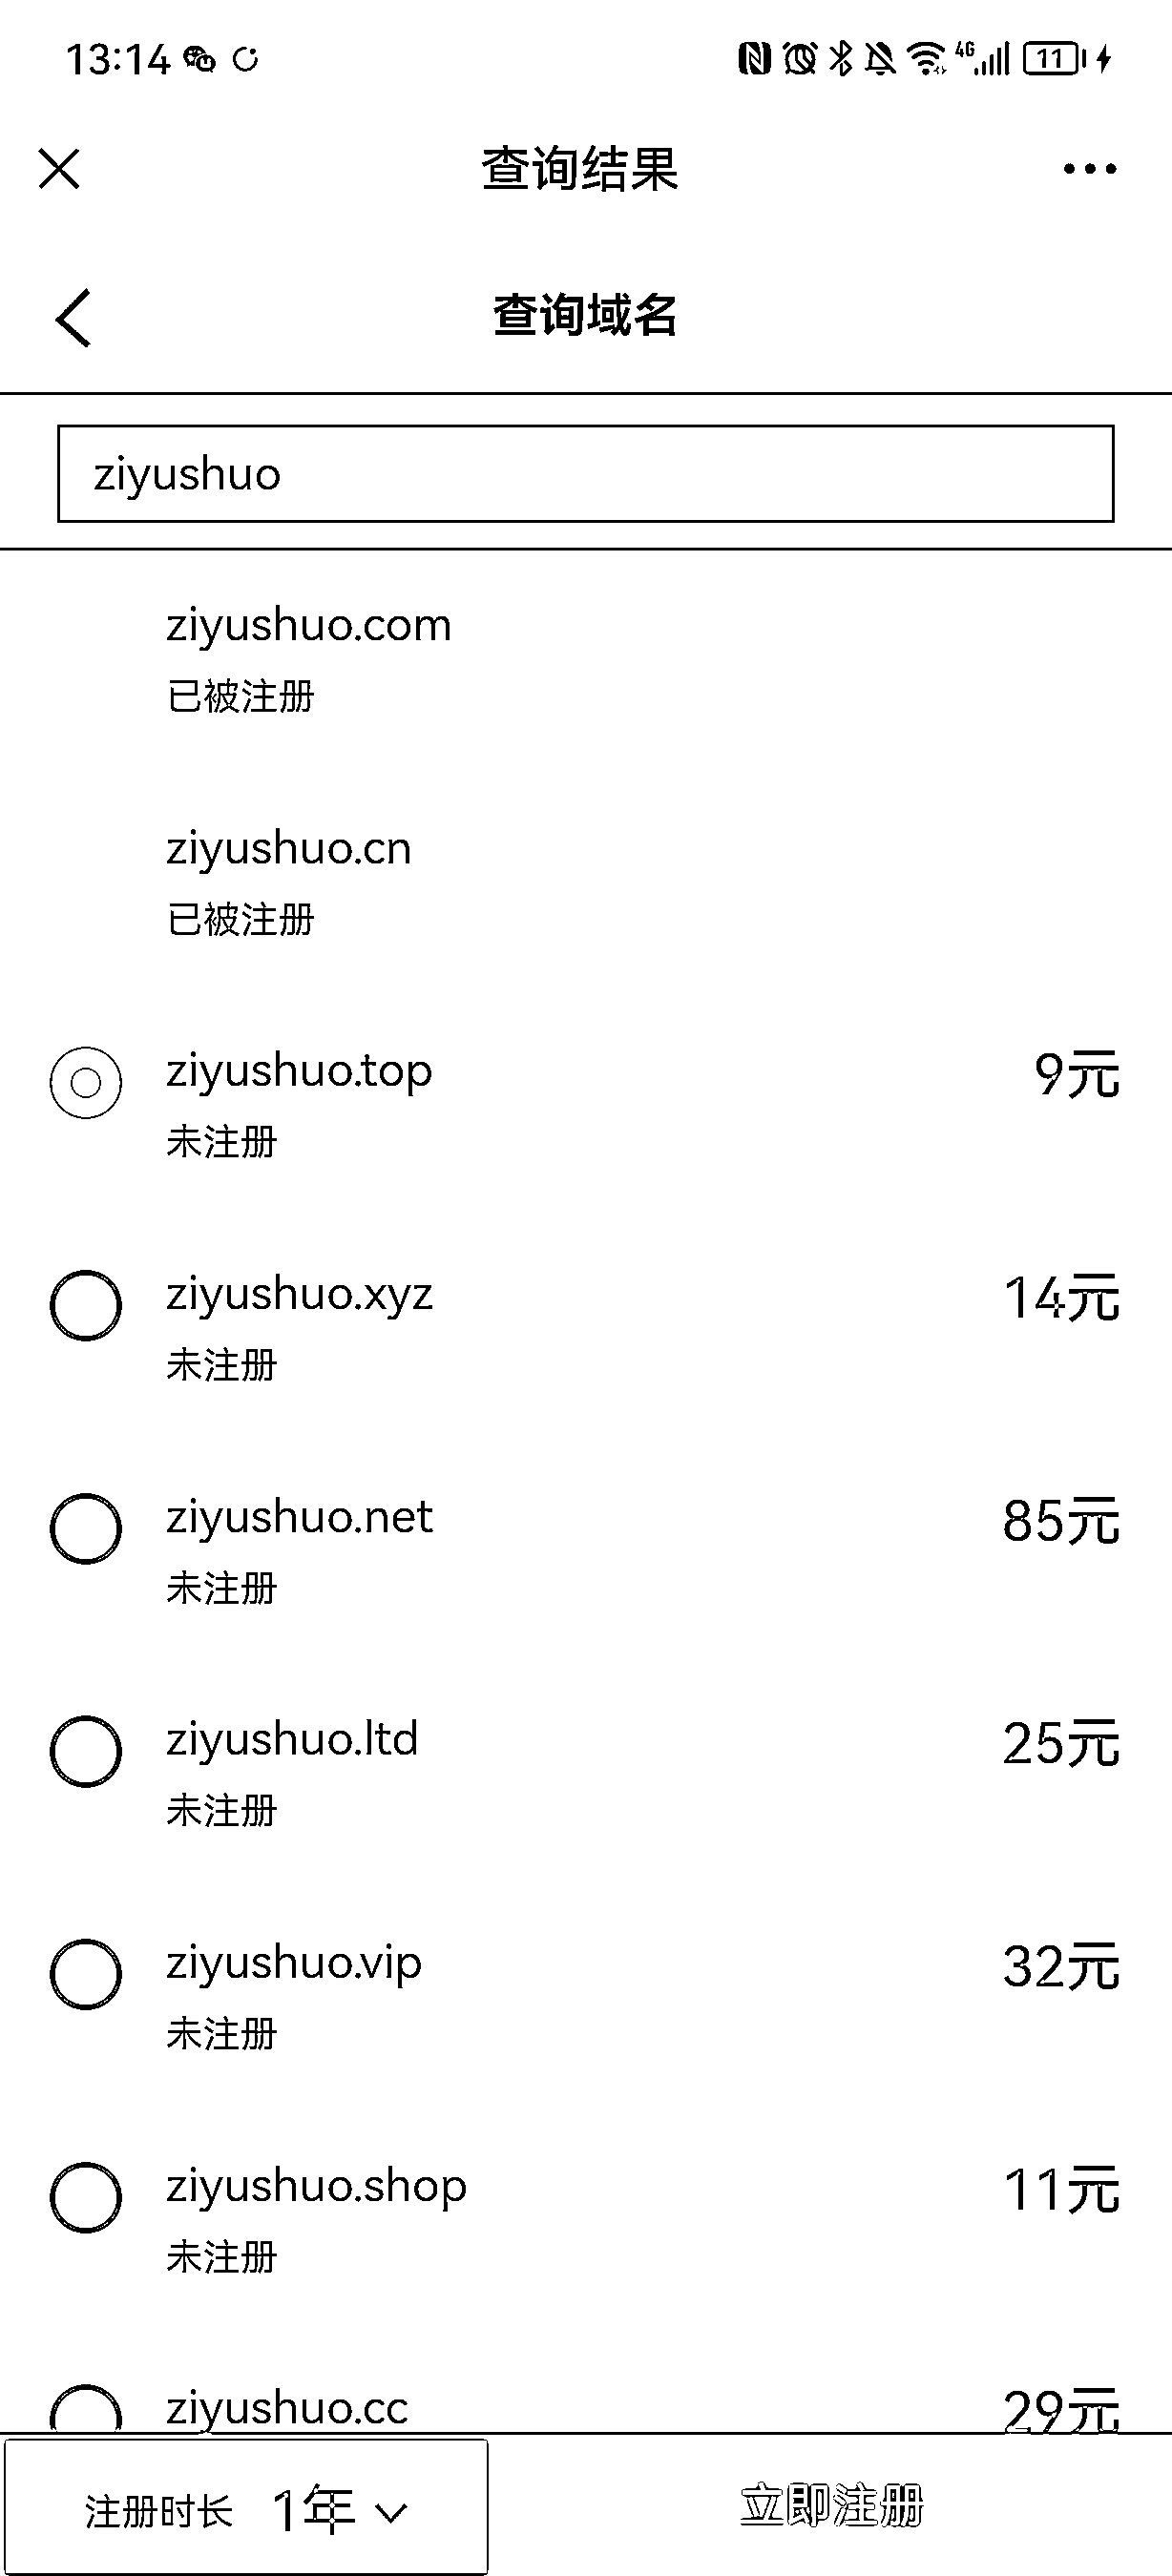 13:14 4G 11
查询结果
查询域名
ziyushuo
ziyushuo.com
已被注册
ziyushuo.cn
已被注册
ziyushuo.top 9元
未注册
ziyushuo.xyz 14元
未注册
ziyushuo.net 85元
未注册
ziyushuo.ltd 25元
未注册
ziyushuo.vip 32元
未注册
ziyushuo.shop 11元
未注册
ziyushuo.cc 29元
注册时长 1年 立即注册